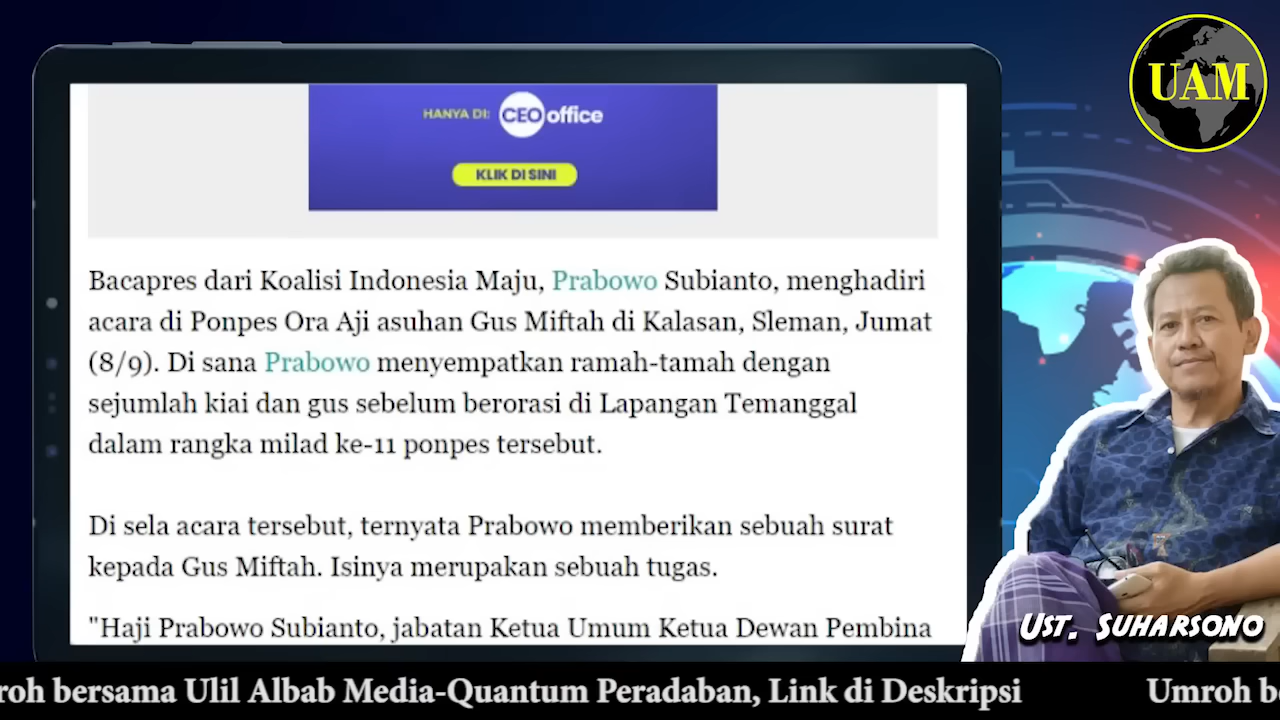 HANYA DI: CEO office
KLIK DI SINI
UAM
Bacapres dari Koalisi Indonesia Maju, Prabowo Subianto, menghadiri
acara di Ponpes Ora Aji asuhan Gus Miftah di Kalasan, Sleman, Jumat
(8/9). Di sana Prabowo menyempatkan ramah-tamah dengan
sejumlah kiai dan gus sebelum berorasi di Lapangan Temanggal
dalam rangka milad ke-11 ponpes tersebut.
Di sela acara tersebut, ternyata Prabowo memberikan sebuah surat
kepada Gus Miftah. Isinya merupakan sebuah tugas.
"Haji Prabowo Subianto, jabatan Ketua Umum Ketua Dewan Pembina
Ust. Suharsono
roh bersama Ulil Albab Media-Quantum Peradaban, Link di Deskripsi Umroh be